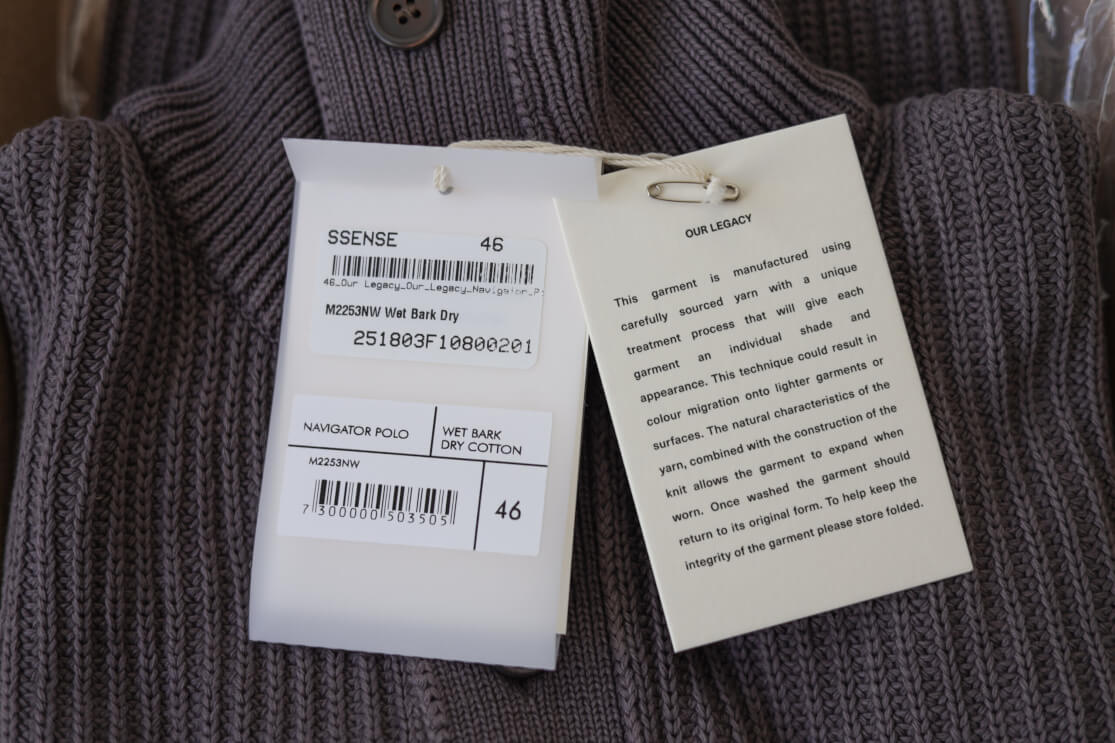 SSENSE 46
46_Our Legacy_Our_Legacy_Navigator_P
M2253NW Wet Bark Dry
251803F10800201
NAVIGATOR POLO
WET BARK
DRY COTTON
M2253NW
7 300000 503505
46
OUR LEGACY
This garment is manufactured using
carefully sourced yarn with a unique
treatment process that will give each
garment an individual shade and
appearance. This technique could result in
colour migration onto lighter garments or
surfaces. The natural characteristics of the
yarn, combined with the construction of the
knit allows the garment to expand when
worn. Once washed the garment should
return to its original form. To help keep the
integrity of the garment please store folded.